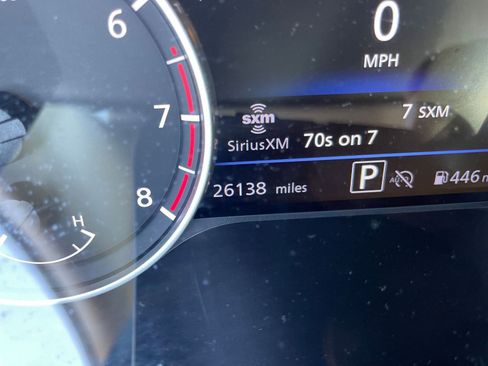 6
7
8
H
0
MPH
7 SXM
sxm
SiriusXM 70s on 7
26138 miles P 446